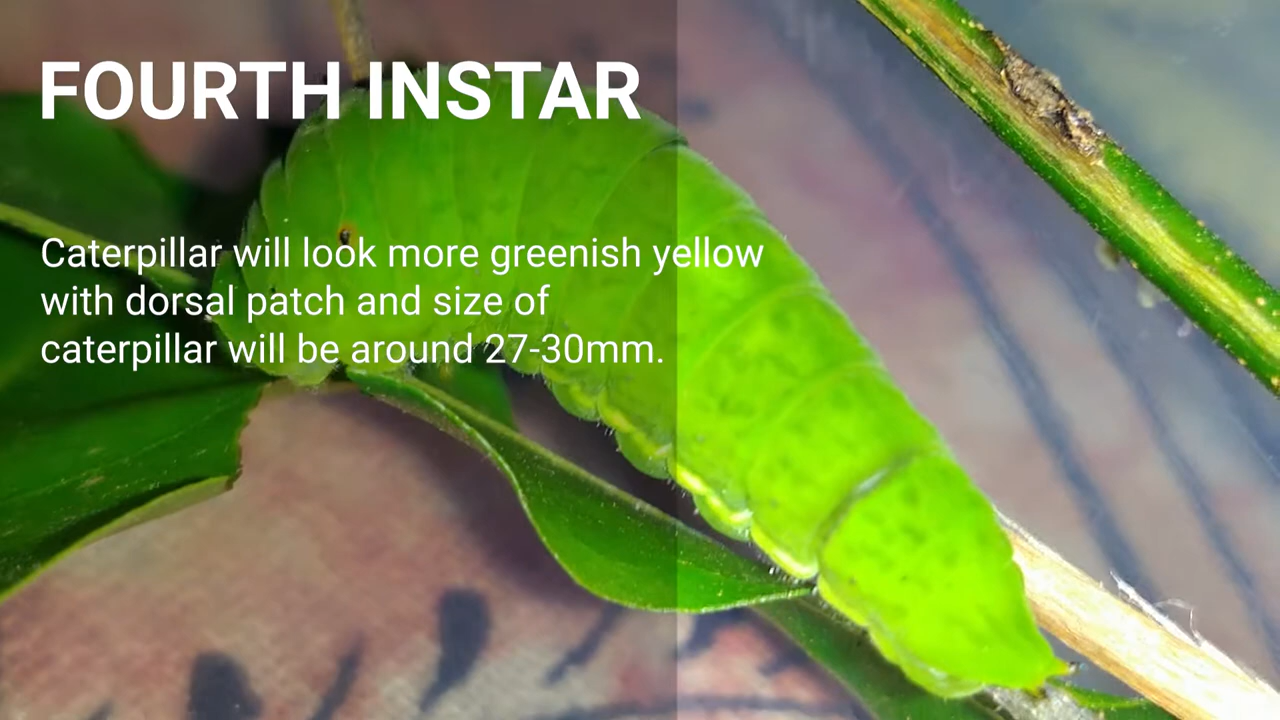 FOURTH INSTAR
Caterpillar will look more greenish yellow
with dorsal patch and size of
caterpillar will be around 27-30mm.